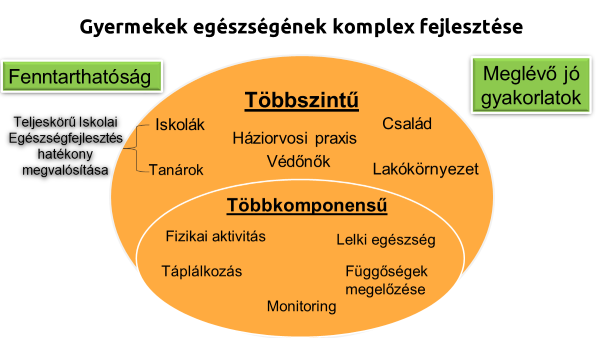 Gyermekek egészségének komplex fejlesztése
Fenntarthatóság
Meglévő jó
gyakorlatok
Többszintű
Teljeskörű Iskolai
Egészségfejlesztés
hatékony
megvalósítása
Iskolák
Tanárok
Háziorvosi praxis
Védőnők
Család
Lakókörnyezet
Többkomponensű
Fizikai aktivitás
Lelki egészség
Táplálkozás
Függőségek
megelőzése
Monitoring